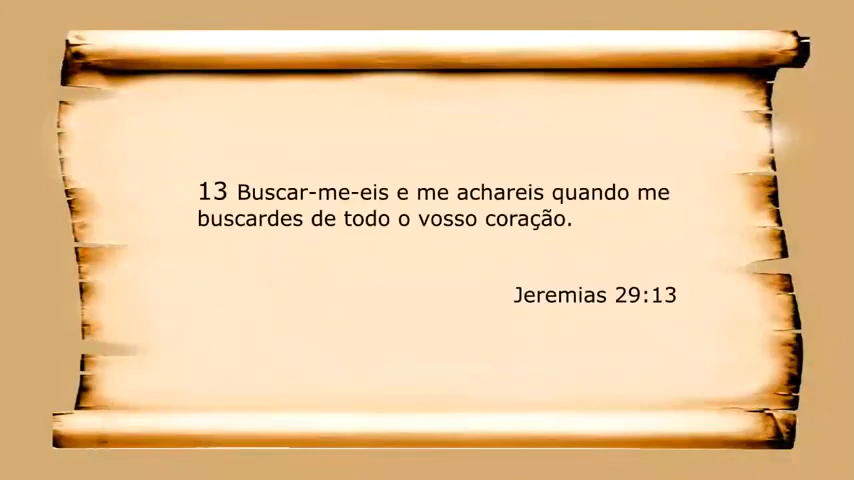 13 Buscar-me-eis e me achareis quando me
buscardes de todo o vosso coração.
Jeremias 29:13